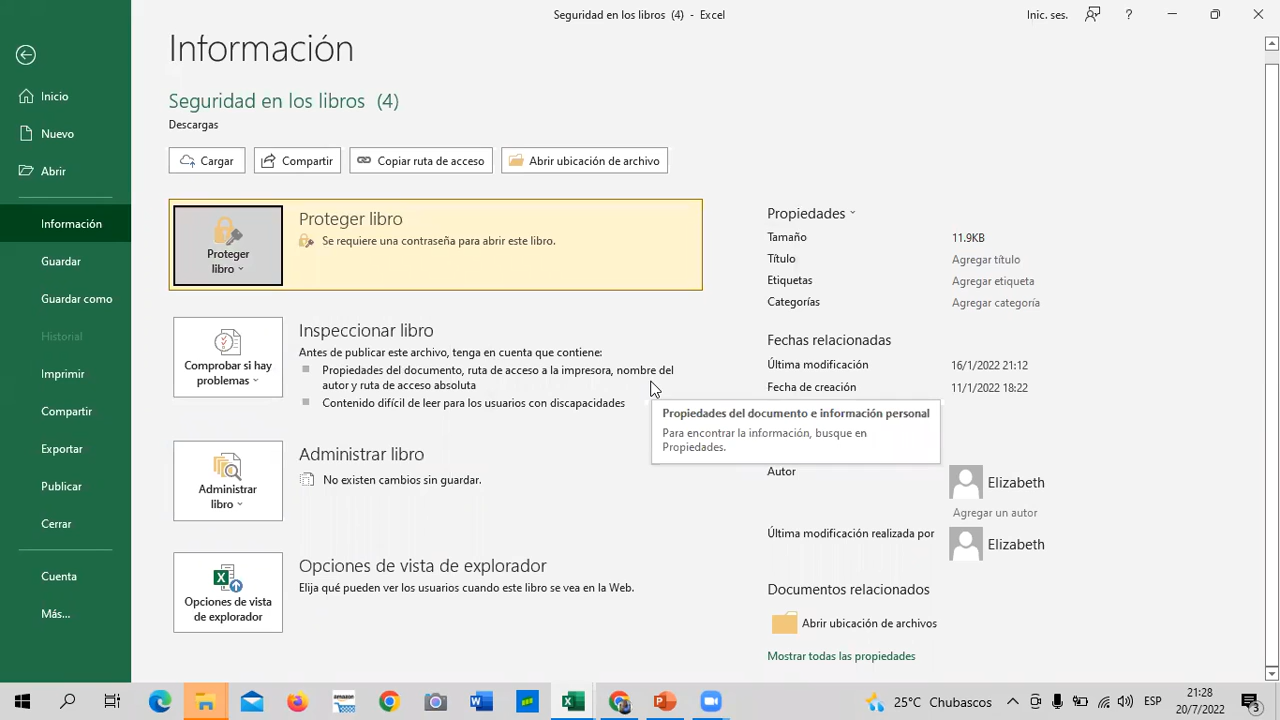 Seguridad en los libros  (4)  -  Excel
Inic. ses.
?
Información
Inicio
Seguridad en los libros  (4)
Descargas
Nuevo
Cargar
Compartir
Copiar ruta de acceso
Abrir ubicación de archivo
Abrir
Información
Guardar
Guardar como
Historial
Imprimir
Compartir
Exportar
Publicar
Cerrar
Cuenta
Más...
Proteger libro
Proteger libro
Se requiere una contraseña para abrir este libro.
Comprobar si hay problemas
Inspeccionar libro
Antes de publicar este archivo, tenga en cuenta que contiene:
Propiedades del documento, ruta de acceso a la impresora, nombre del
autor y ruta de acceso absoluta
Contenido difícil de leer para los usuarios con discapacidades
Administrar libro
Administrar libro
No existen cambios sin guardar.
Opciones de vista de explorador
Opciones de vista de explorador
Elija qué pueden ver los usuarios cuando este libro se vea en la Web.
Propiedades
Tamaño 11.9KB
Título Agregar título
Etiquetas Agregar etiqueta
Categorías Agregar categoría
Fechas relacionadas
Última modificación 16/1/2022 21:12
Fecha de creación 11/1/2022 18:22
Propiedades del documento e información personal
Para encontrar la información, busque en
Propiedades.
Autor Elizabeth
Agregar un autor
Última modificación realizada por Elizabeth
Documentos relacionados
Abrir ubicación de archivos
Mostrar todas las propiedades
amazon
25°C Chubascos
ESP
21:28
20/7/2022
3